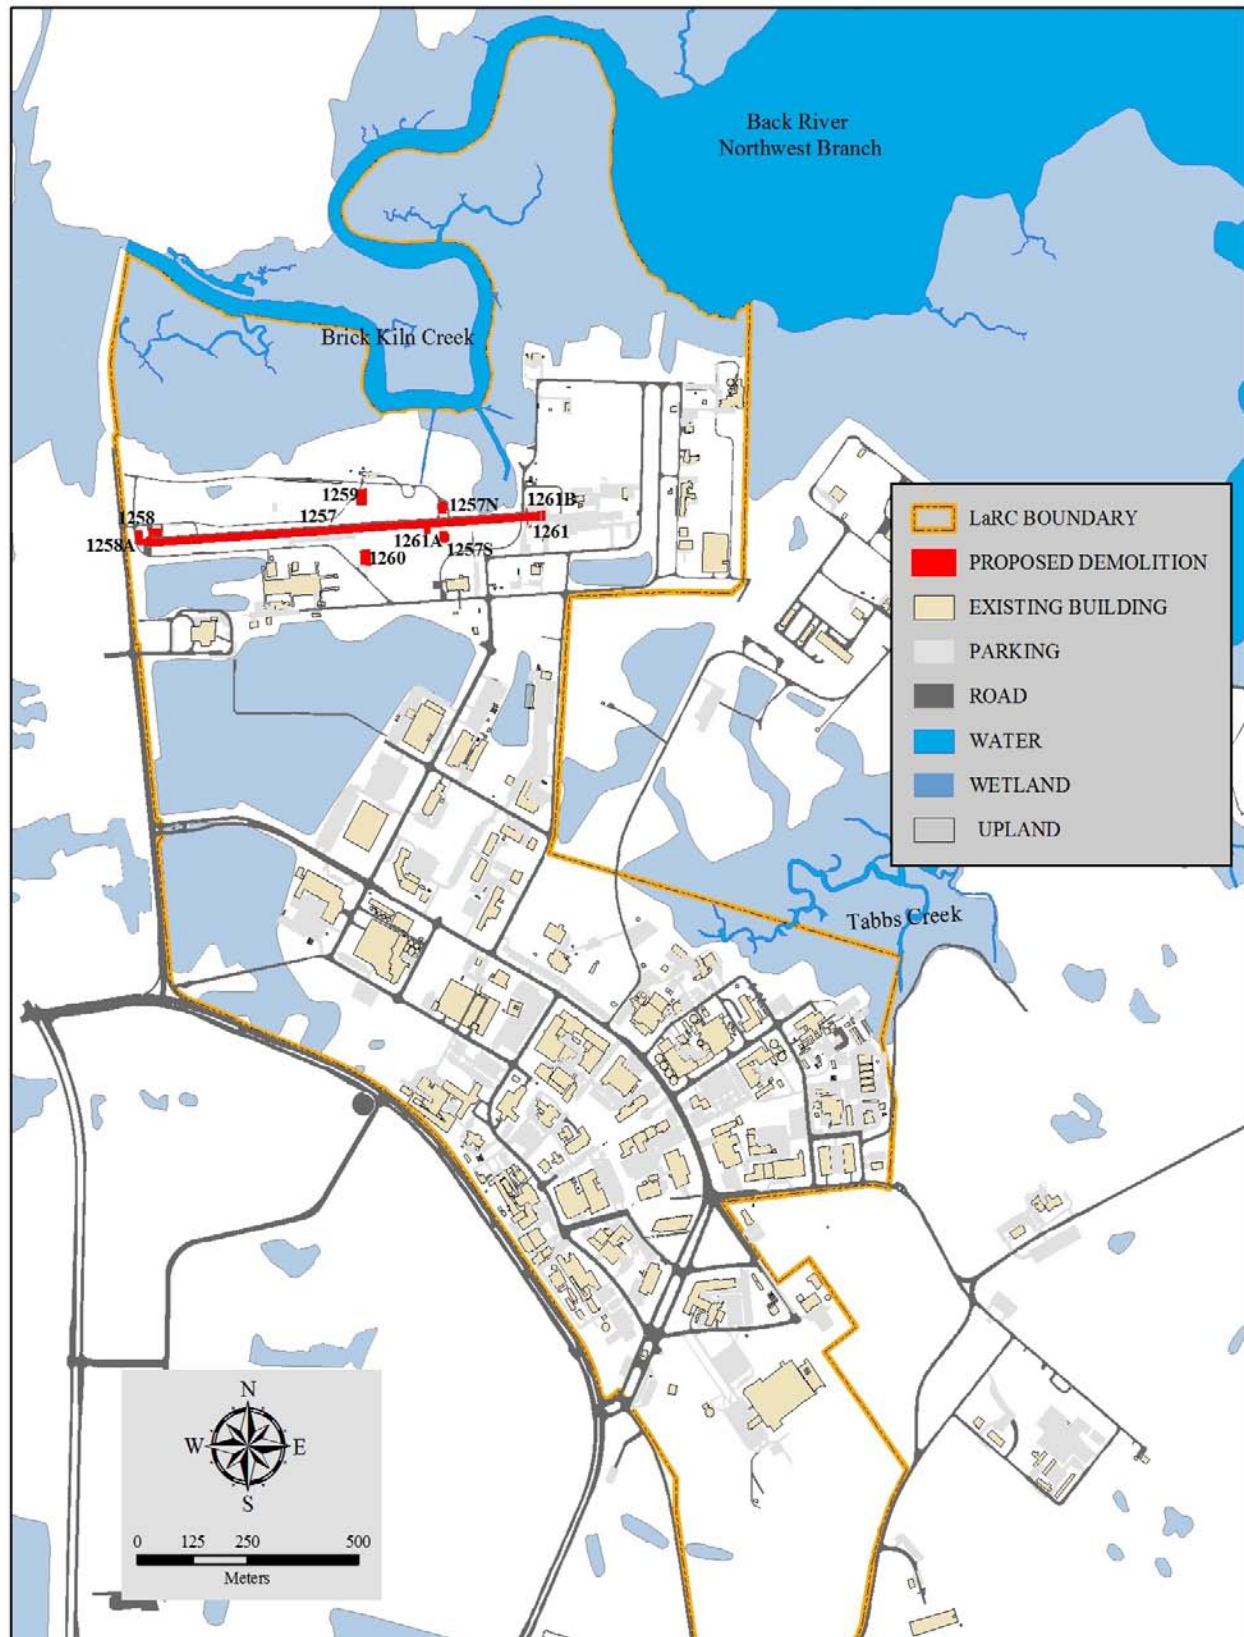 Back River
Northwest Branch
Brick Kiln Creek
1259
1257N
1261B
1257
1258
1261
1261A
1258A
1257S
1260
LaRC BOUNDARY
PROPOSED DEMOLITION
EXISTING BUILDING
PARKING
ROAD
WATER
WETLAND
UPLAND
Tabbs Creek
N
W E
S
0 125 250 500
Meters